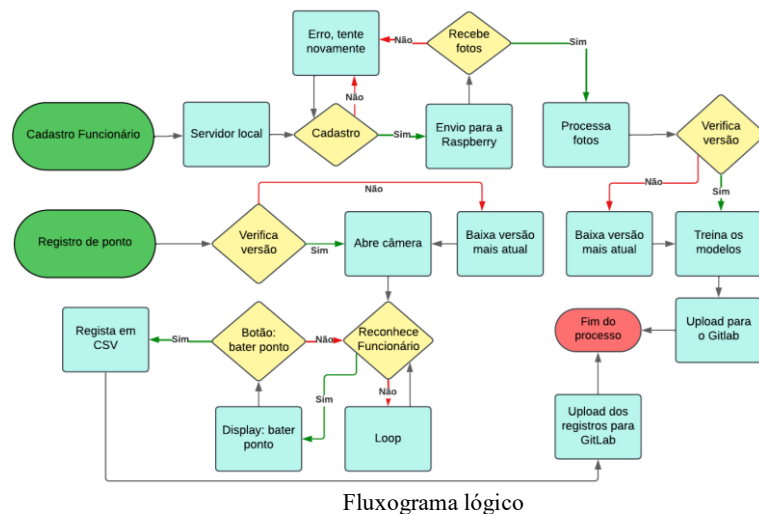 Erro, tente
novamente
Não
Recebe
fotos
Sim
Não
Cadastro Funcionário
Servidor local
Cadastro
Sim
Envio para a
Raspberry
Processa
fotos
Verifica
versão
Não
Não
Sim
Registro de ponto
Verifica
versão
Sim
Abre câmera
Baixa versão
mais atual
Baixa versão
mais atual
Treina os
modelos
Regista em
CSV
Sim
Botão:
bater ponto
Não
Reconhece
Funcionário
Fim do
processo
Upload para
o Gitlab
Sim
Não
Display: bater
ponto
Loop
Upload dos
registros para
GitLab
Fluxograma lógico